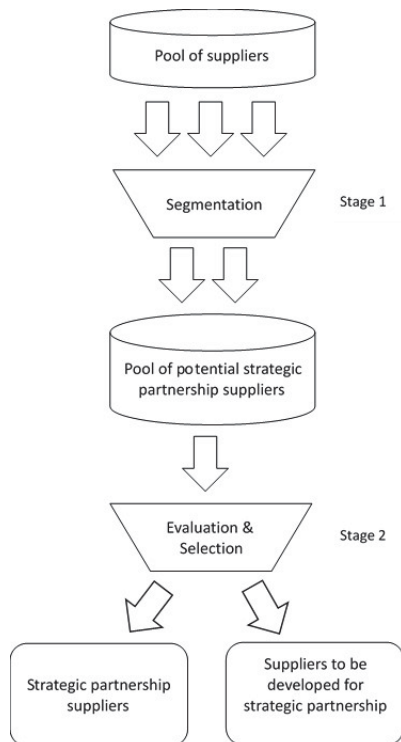 Pool of suppliers
Segmentation
Stage 1
Pool of potential strategic
partnership suppliers
Evaluation &
Selection
Stage 2
Strategic partnership
suppliers
Suppliers to be
developed for
strategic partnership